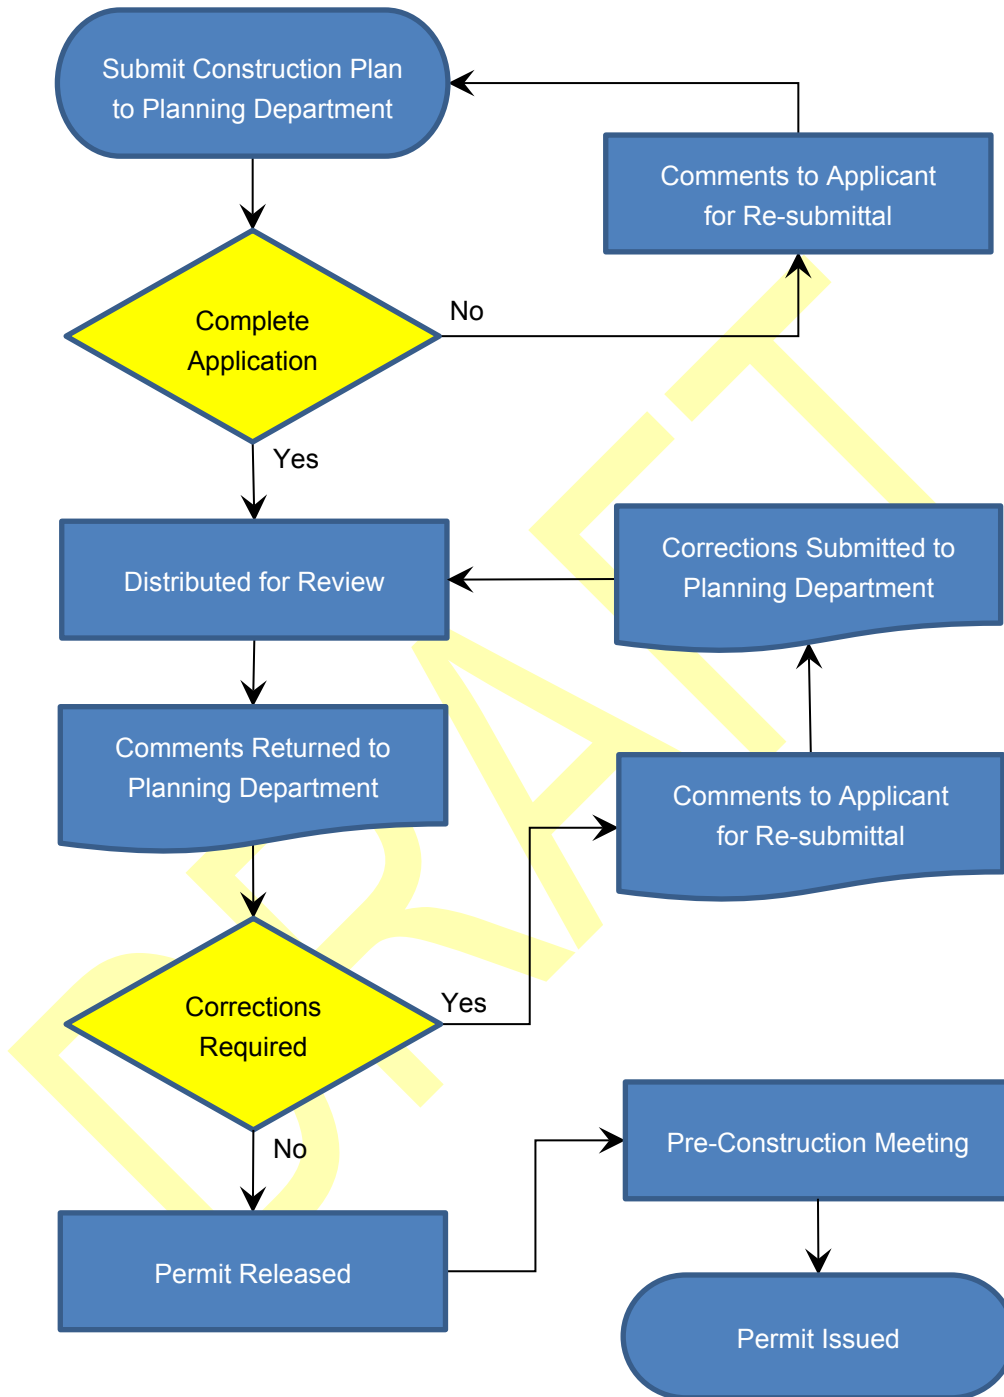 Submit Construction Plan
to Planning Department
Comments to Applicant
for Re-submittal
Complete
Application
No
Yes
Distributed for Review
Corrections Submitted to
Planning Department
Comments Returned to
Planning Department
Comments to Applicant
for Re-submittal
Corrections
Required
Yes
No
Pre-Construction Meeting
Permit Released
Permit Issued
DRAFT